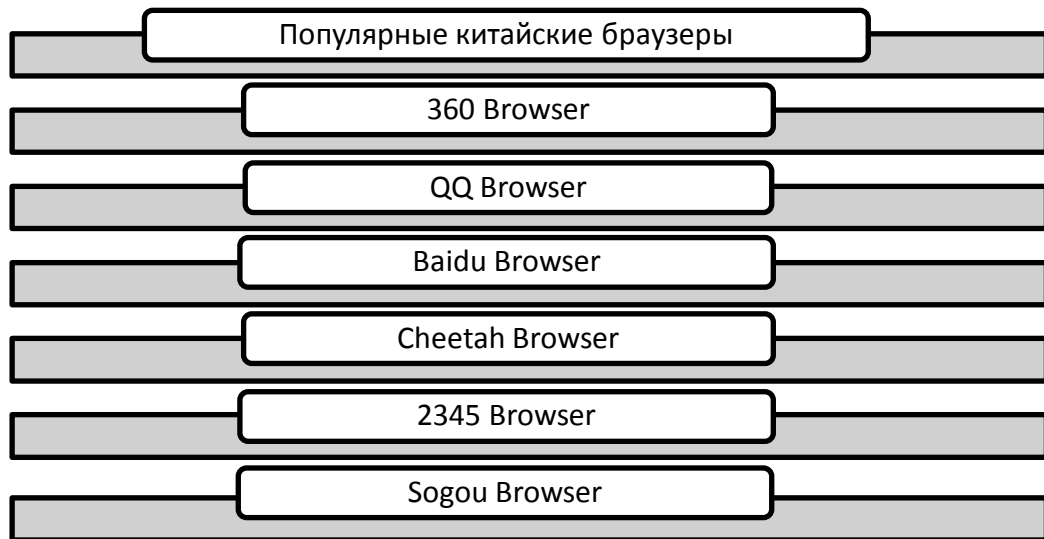 Популярные китайские браузеры
360 Browser
QQ Browser
Baidu Browser
Cheetah Browser
2345 Browser
Sogou Browser